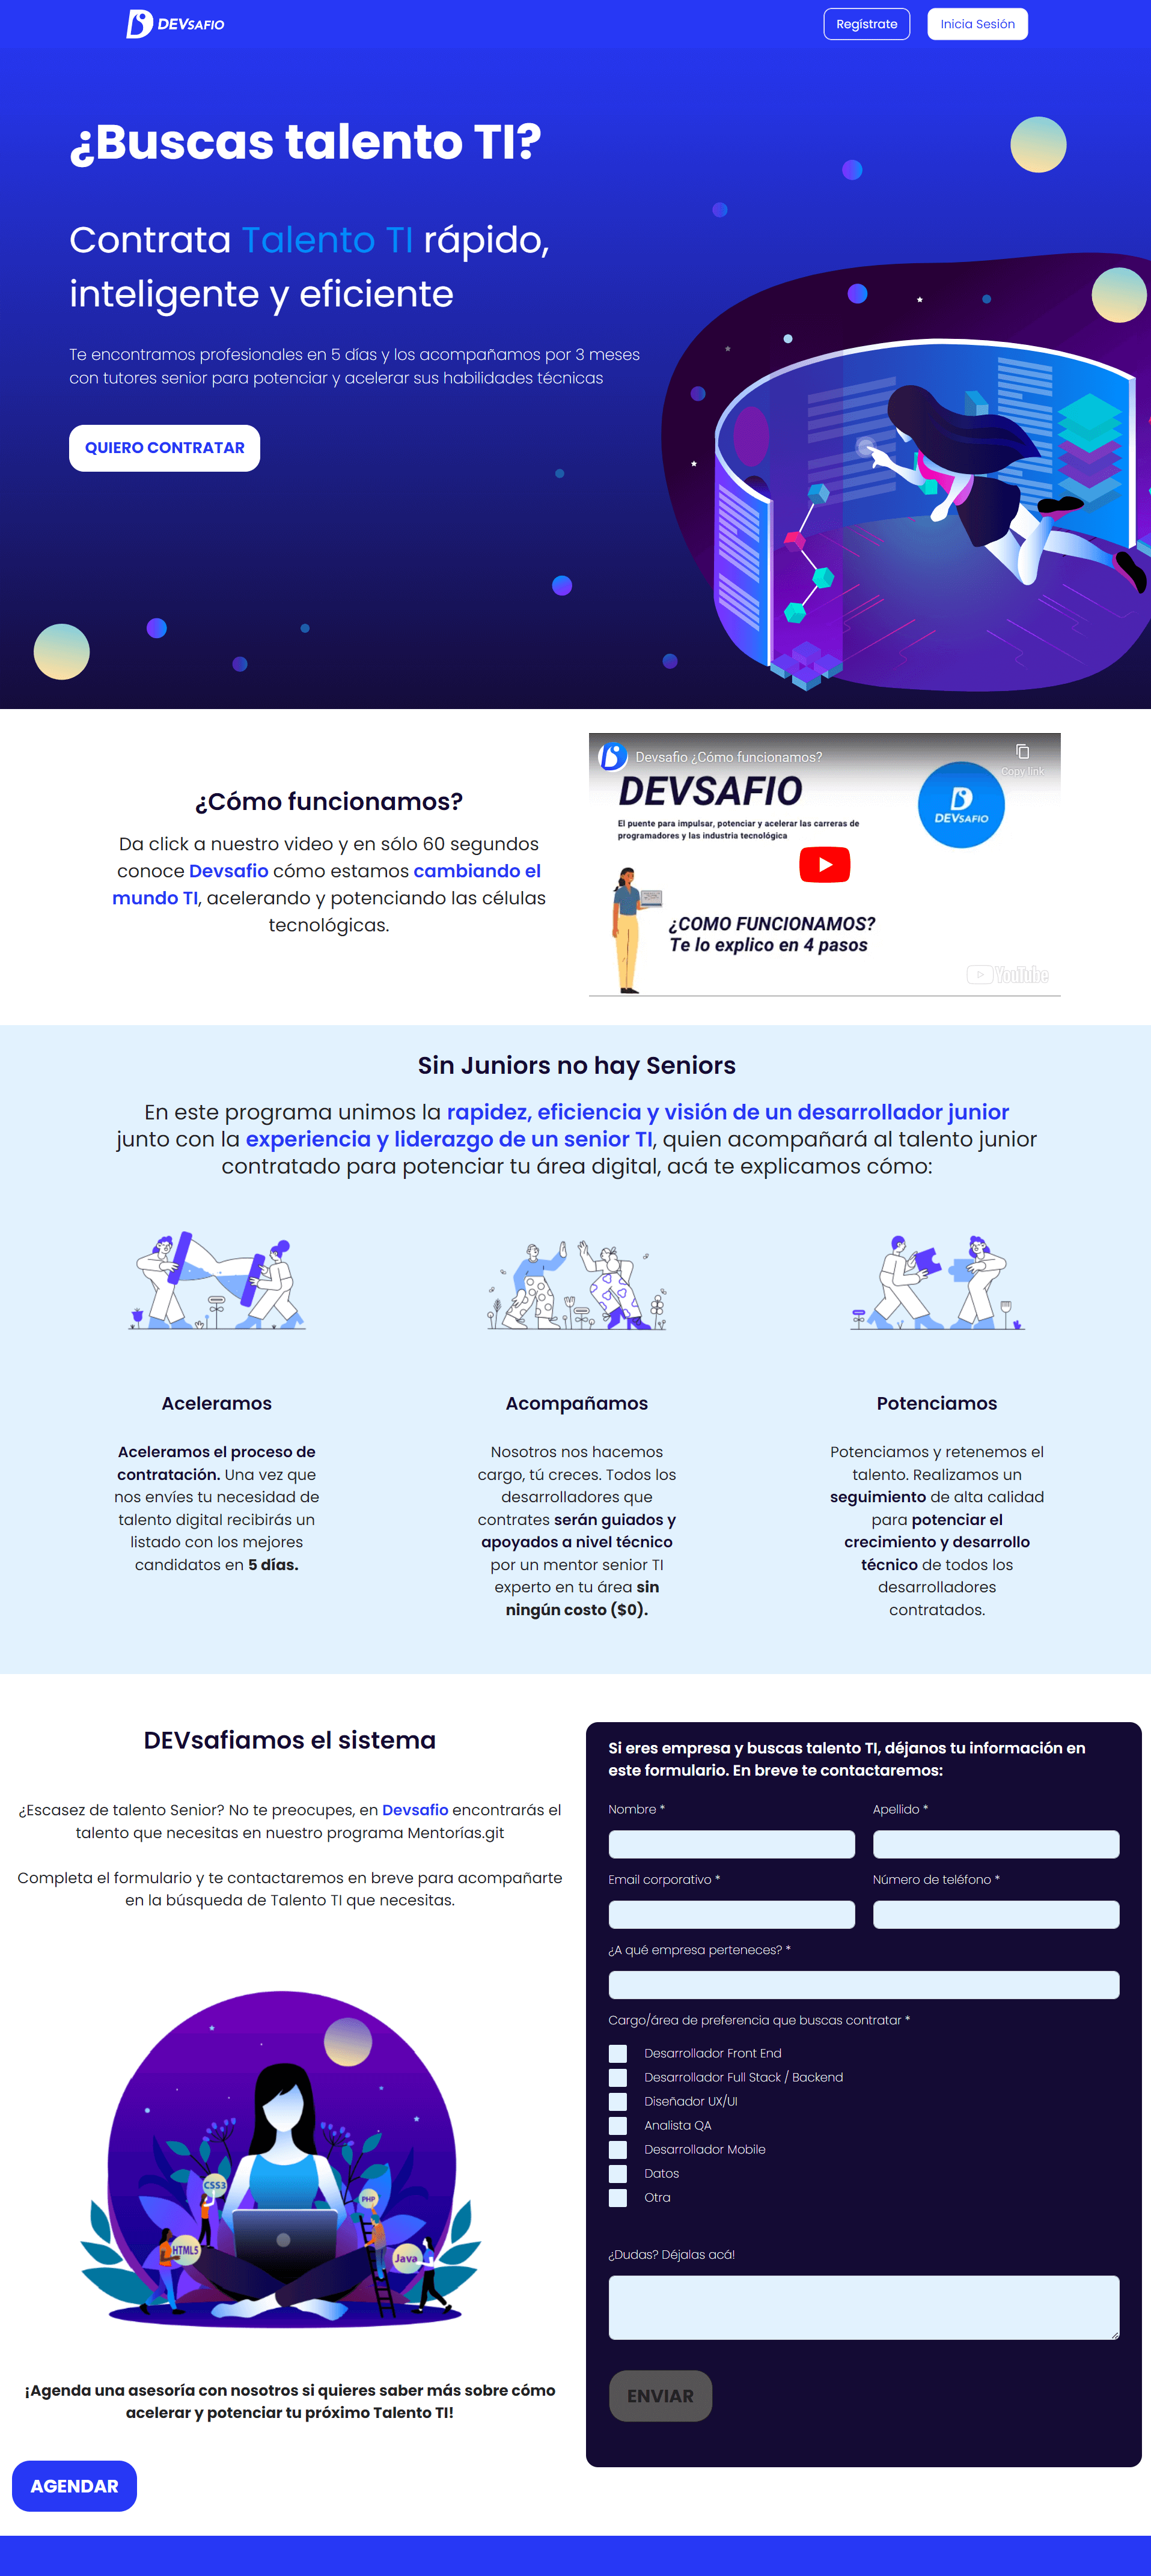 DEVSAFIO
Regístrate
Inicia Sesión
¿Buscas talento TI?
Contrata Talento TI rápido,
inteligente y eficiente
Te encontramos profesionales en 5 días y los acompañamos por 3 meses
con tutores senior para potenciar y acelerar sus habilidades técnicas
QUIERO CONTRATAR
¿Cómo funcionamos?
Da click a nuestro video y en sólo 60 segundos
conoce Devsafio cómo estamos cambiando el
mundo TI, acelerando y potenciando las células
tecnológicas.
Devsafio ¿Cómo funcionamos?
Copy link
DEVSAFIO
El puente para impulsar, potenciar y acelerar las carreras de
programadores y las industria tecnológica
DEVSAFIO
¿COMO FUNCIONAMOS?
Te lo explico en 4 pasos
YouTube
Sin Juniors no hay Seniors
En este programa unimos la rapidez, eficiencia y visión de un desarrollador junior
junto con la experiencia y liderazgo de un senior TI, quien acompañará al talento junior
contratado para potenciar tu área digital, acá te explicamos cómo:
Aceleramos
Aceleramos el proceso de
contratación. Una vez que
nos envíes tu necesidad de
talento digital recibirás un
listado con los mejores
candidatos en 5 días.
Acompañamos
Nosotros nos hacemos
cargo, tú creces. Todos los
desarrolladores que
contrates serán guiados y
apoyados a nivel técnico
por un mentor senior TI
experto en tu área sin
ningún costo ($0).
Potenciamos
Potenciamos y retenemos el
talento. Realizamos un
seguimiento de alta calidad
para potenciar el
crecimiento y desarrollo
técnico de todos los
desarrolladores
contratados.
DEVsafiamos el sistema
¿Escasez de talento Senior? No te preocupes, en Devsafio encontrarás el
talento que necesitas en nuestro programa Mentorías.git
Completa el formulario y te contactaremos en breve para acompañarte
en la búsqueda de Talento TI que necesitas.
CSS3
PHP
HTML5
Java
¡Agenda una asesoría con nosotros si quieres saber más sobre cómo
acelerar y potenciar tu próximo Talento TI!
AGENDAR
Si eres empresa y buscas talento TI, déjanos tu información en
este formulario. En breve te contactaremos:
Nombre *
Apellido *
Email corporativo *
Número de teléfono *
¿A qué empresa perteneces? *
Cargo/área de preferencia que buscas contratar *
Desarrollador Front End
Desarrollador Full Stack / Backend
Diseñador UX/UI
Analista QA
Desarrollador Mobile
Datos
Otra
¿Dudas? Déjalas acá!
ENVIAR